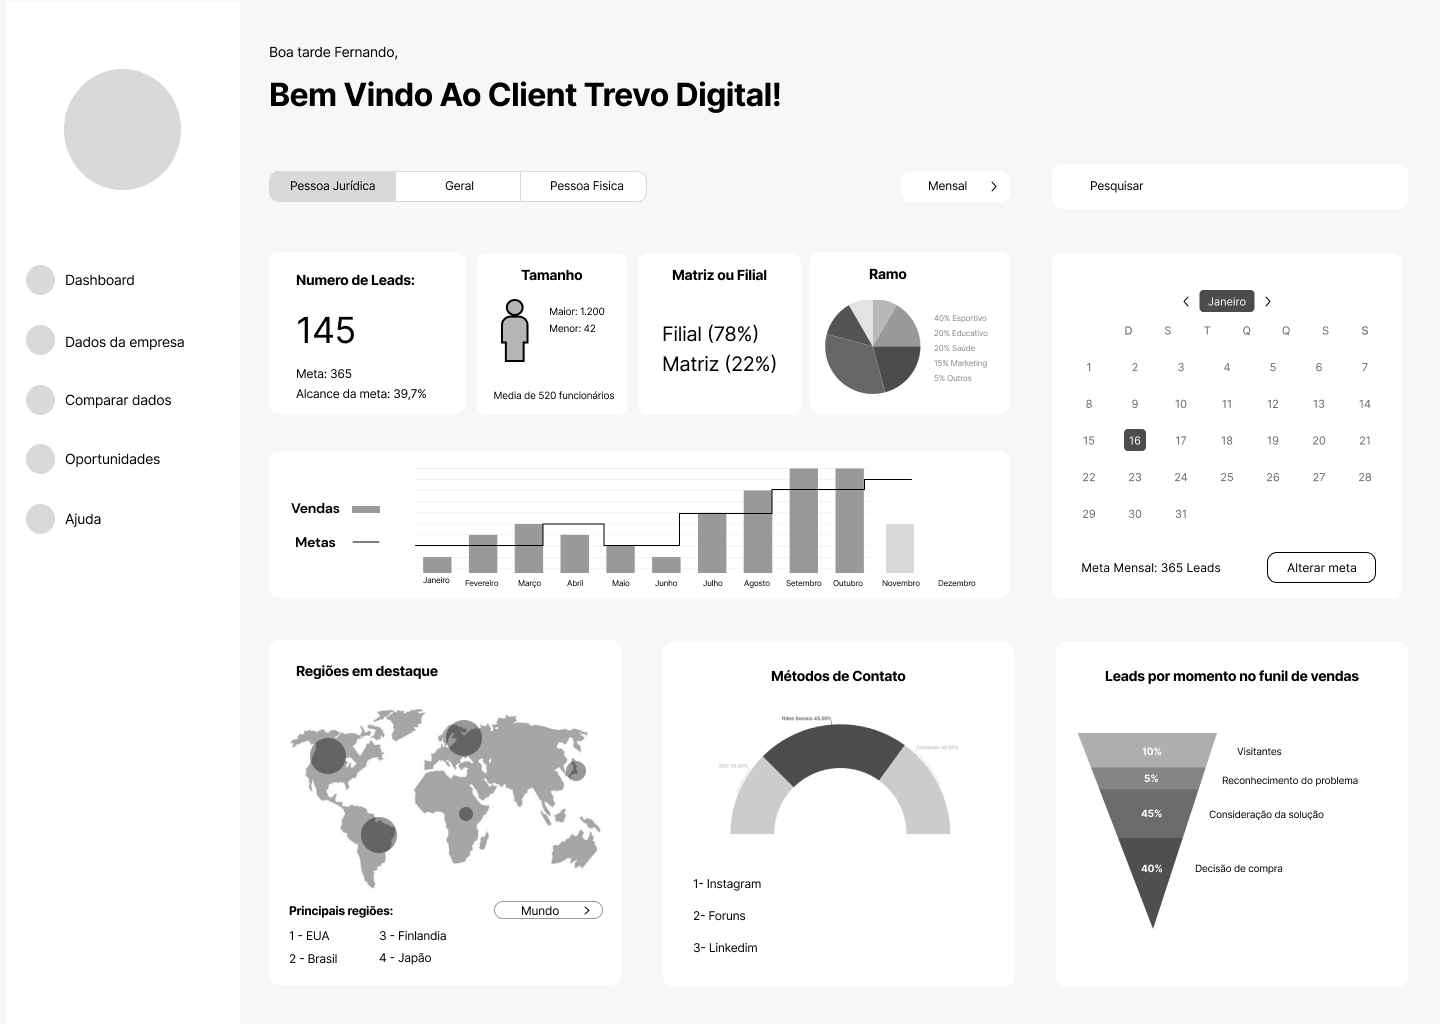 Boa tarde Fernando,
Bem Vindo Ao Client Trevo Digital!
Dashboard
Dados da empresa
Comparar dados
Oportunidades
Ajuda
Pessoa Jurídica
Geral
Pessoa Fisica
Mensal
Pesquisar
Numero de Leads:
145
Meta: 365
Alcance da meta: 39,7%
Tamanho
Maior: 1.200
Menor: 42
Media de 520 funcionários
Matriz ou Filial
Filial (78%)
Matriz (22%)
Ramo
40% Esportivo
20% Educativo
20% Saúde
15% Marketing
5% Outros
Janeiro
D S T Q Q S S
1 2 3 4 5 6 7
8 9 10 11 12 13 14
15 16 17 18 19 20 21
22 23 24 25 26 27 28
29 30 31
Meta Mensal: 365 Leads
Alterar meta
Vendas
Metas
Janeiro Fevereiro Março Abril Maio Junho Julho Agosto Setembro Outubro Novembro Dezembro
Regiões em destaque
Principais regiões:
Mundo
1 - EUA
3 - Finlandia
2 - Brasil
4 - Japão
Métodos de Contato
Rdes Sociais 45.00%
1- Instagram
2- Foruns
3- Linkedim
Leads por momento no funil de vendas
10% Visitantes
5% Reconhecimento do problema
45% Consideração da solução
40% Decisão de compra